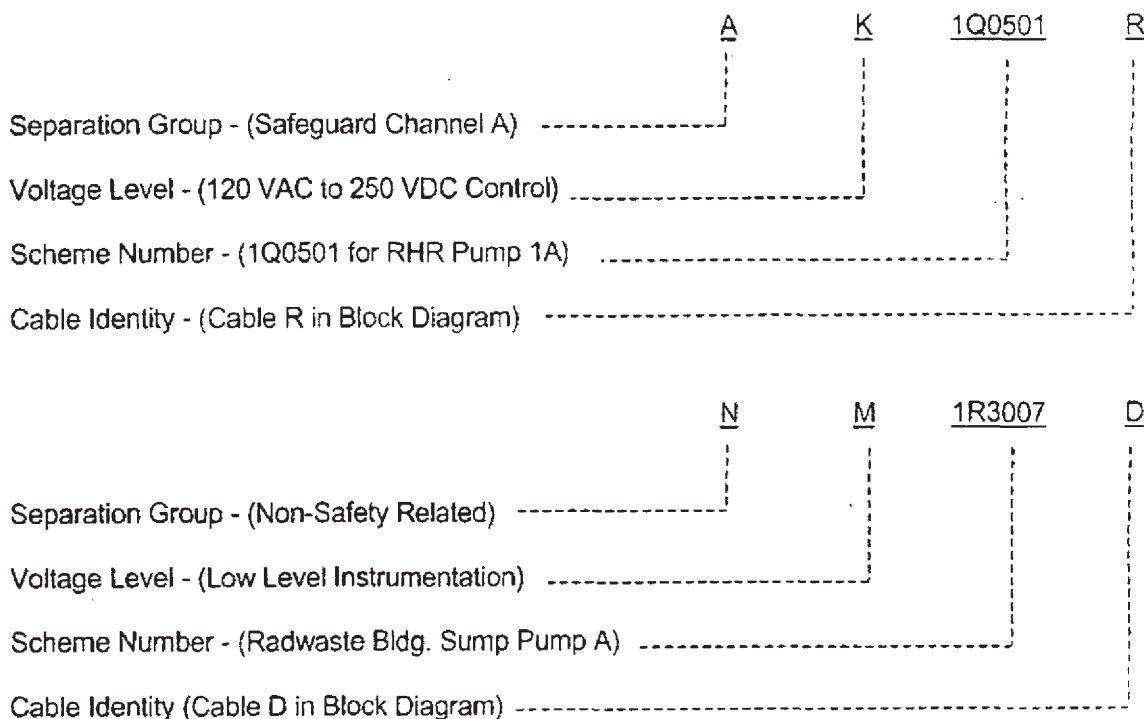 A K 1Q0501 R
Separation Group - (Safeguard Channel A)
Voltage Level - (120 VAC to 250 VDC Control)
Scheme Number - (1Q0501 for RHR Pump 1A)
Cable Identity - (Cable R in Block Diagram)
N M 1R3007 D
Separation Group - (Non-Safety Related)
Voltage Level - (Low Level Instrumentation)
Scheme Number - (Radwaste Bldg. Sump Pump A)
Cable Identity (Cable D in Block Diagram)